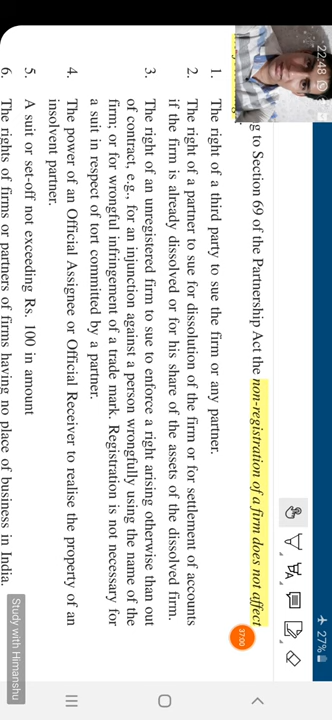 22:48
27%
g to Section 69 of the Partnership Act the non-registration of a firm does not affect
1. The right of a third party to sue the firm or any partner.
2. The right of a partner to sue for dissolution of the firm or for settlement of accounts
if the firm is already dissolved or for his share of the assets of the dissolved firm.
3. The right of an unregistered firm to sue to enforce a right arising otherwise than out
of contract, e.g., for an injunction against a person wrongfully using the name of the
firm; or for wrongful infringement of a trade mark. Registration is not necessary for
a suit in respect of tort committed by a partner.
4. The power of an Official Assignee or Official Receiver to realise the property of an
insolvent partner.
5. A suit or set-off not exceeding Rs. 100 in amount
6. The rights of firms or partners of firms having no place of business in India.
37:00
Study with Himanshu